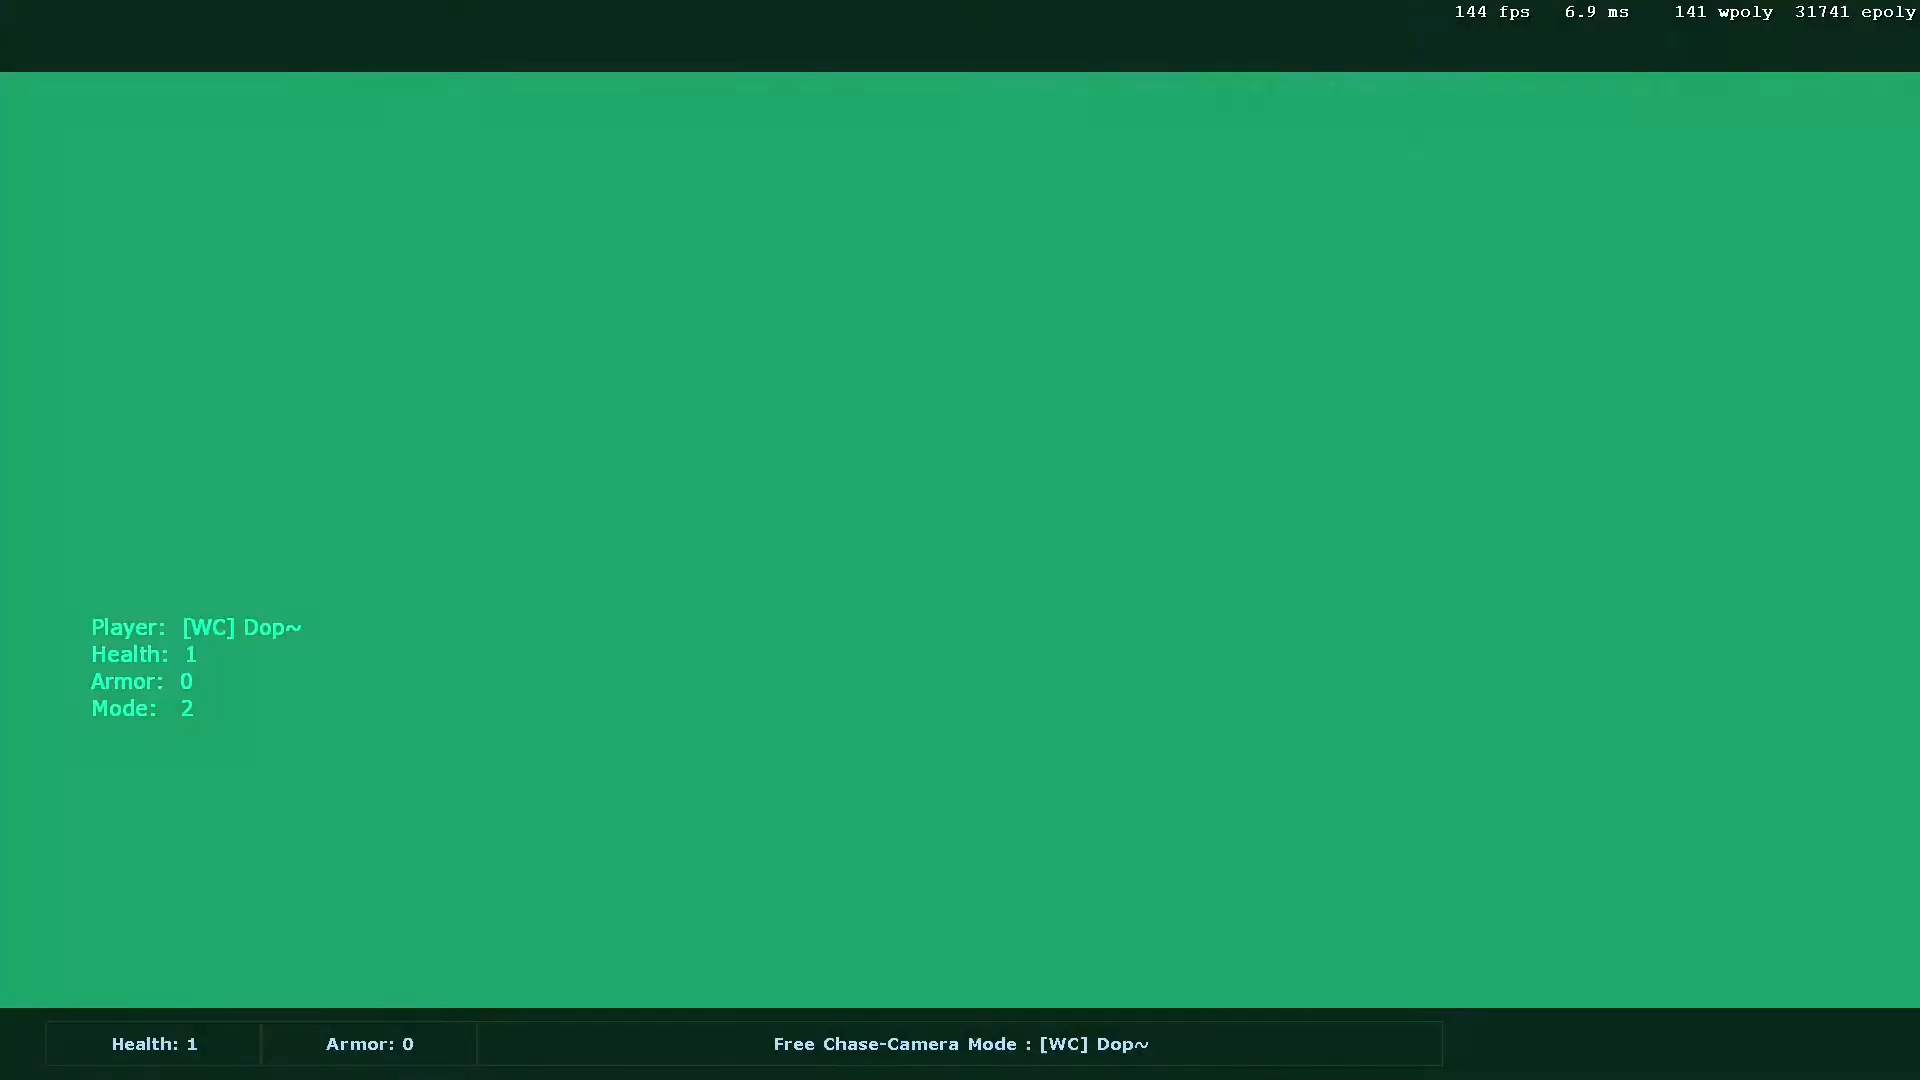 144 fps 6.9 ms 141 wpoly 31741 epoly
Player: [WC] Dop~
Health: 1
Armor: 0
Mode: 2
Health: 1 Armor: 0 Free Chase-Camera Mode : [WC] Dop~